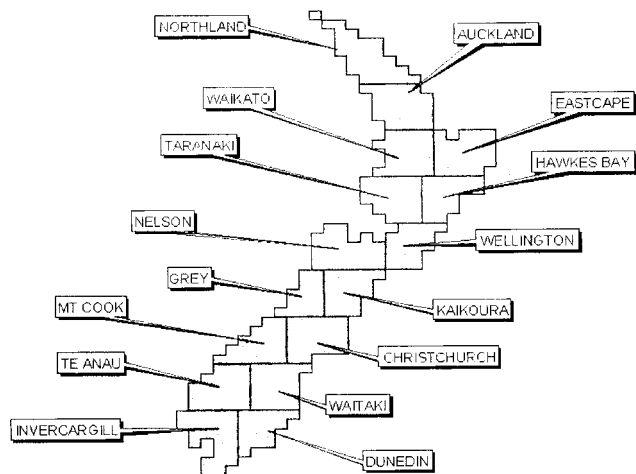 NORTHLAND
AUCKLAND
WAIKATO
EASTCAPE
TARANAKI
HAWKES BAY
NELSON
WELLINGTON
GREY
KAIKOURA
MT COOK
CHRISTCHURCH
TE ANAU
WAITAKI
INVERCARGILL
DUNEDIN